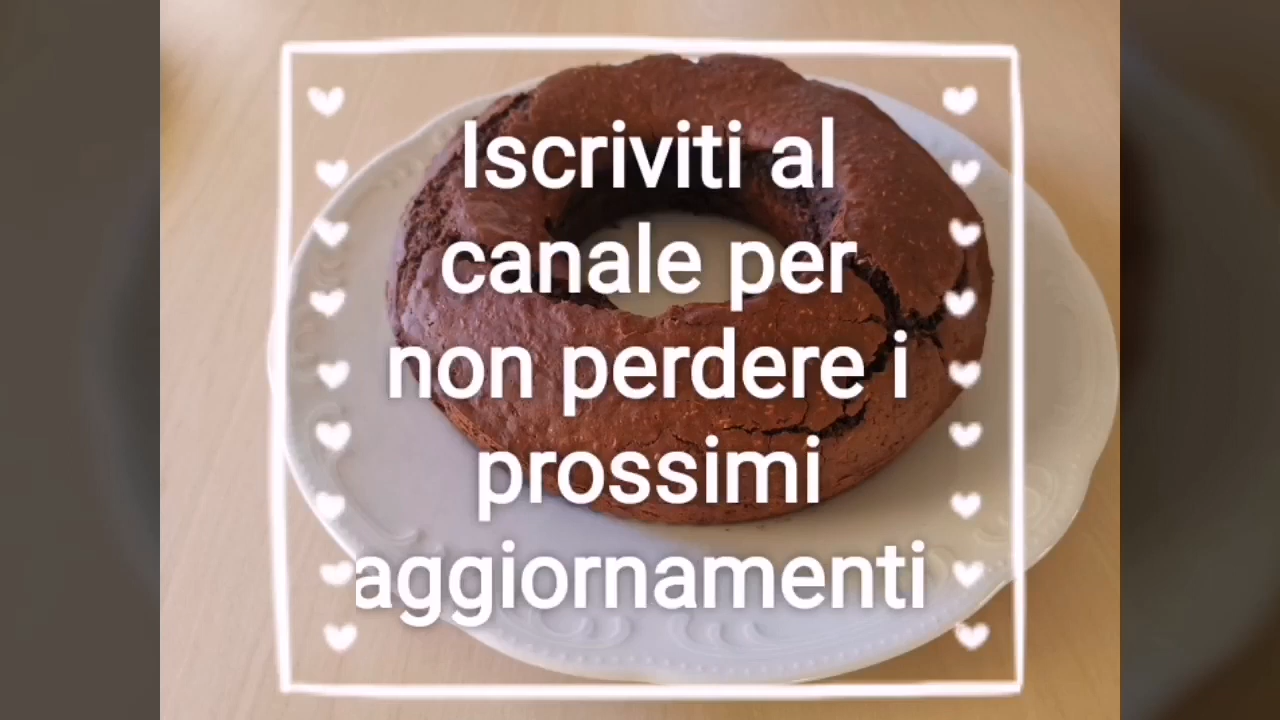 Iscriviti al
canale per
non perdere i
prossimi
aggiornamenti